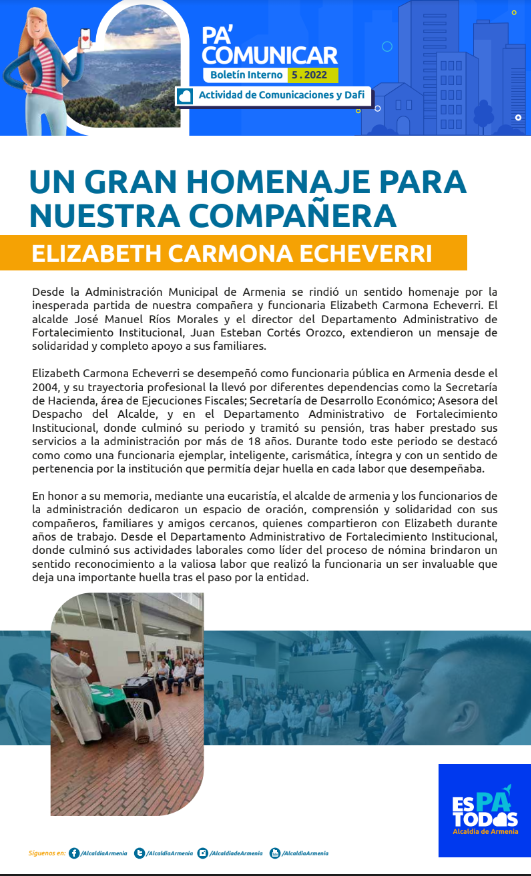 PA'
COMUNICAR
Boletín Interno 5 . 2022
Actividad de Comunicaciones y Dafi
UN GRAN HOMENAJE PARA
NUESTRA COMPAÑERA
ELIZABETH CARMONA ECHEVERRI
Desde la Administración Municipal de Armenia se rindió un sentido homenaje por la
inesperada partida de nuestra compañera y funcionaria Elizabeth Carmona Echeverri. El
alcalde José Manuel Ríos Morales y el director del Departamento Administrativo de
Fortalecimiento Institucional, Juan Esteban Cortés Orozco, extendieron un mensaje de
solidaridad y completo apoyo a sus familiares.
Elizabeth Carmona Echeverri se desempeñó como funcionaria pública en Armenia desde el
2004, y su trayectoria profesional la llevó por diferentes dependencias como la Secretaría
de Hacienda, área de Ejecuciones Fiscales; Secretaría de Desarrollo Económico; Asesora del
Despacho del Alcalde, y en el Departamento Administrativo de Fortalecimiento
Institucional, donde culminó su periodo y tramitó su pensión, tras haber prestado sus
servicios a la administración por más de 18 años. Durante todo este periodo se destacó
como como una funcionaria ejemplar, inteligente, carismática, íntegra y con un sentido de
pertenencia por la institución que permitía dejar huella en cada labor que desempeñaba.
En honor a su memoria, mediante una eucaristía, el alcalde de armenia y los funcionarios de
la administración dedicaron un espacio de oración, comprensión y solidaridad con sus
compañeros, familiares y amigos cercanos, quienes compartieron con Elizabeth durante
años de trabajo. Desde el Departamento Administrativo de Fortalecimiento Institucional,
donde culminó sus actividades laborales como líder del proceso de nómina brindaron un
sentido reconocimiento a la valiosa labor que realizó la funcionaria un ser invaluable que
deja una importante huella tras el paso por la entidad.
ES PA
TODOS
Alcaldía de Armenia
Síguenos en: /AlcaldiaArmenia /AlcaldiaArmenia /AlcaldiadeArmenia /AlcaldiaArmenia